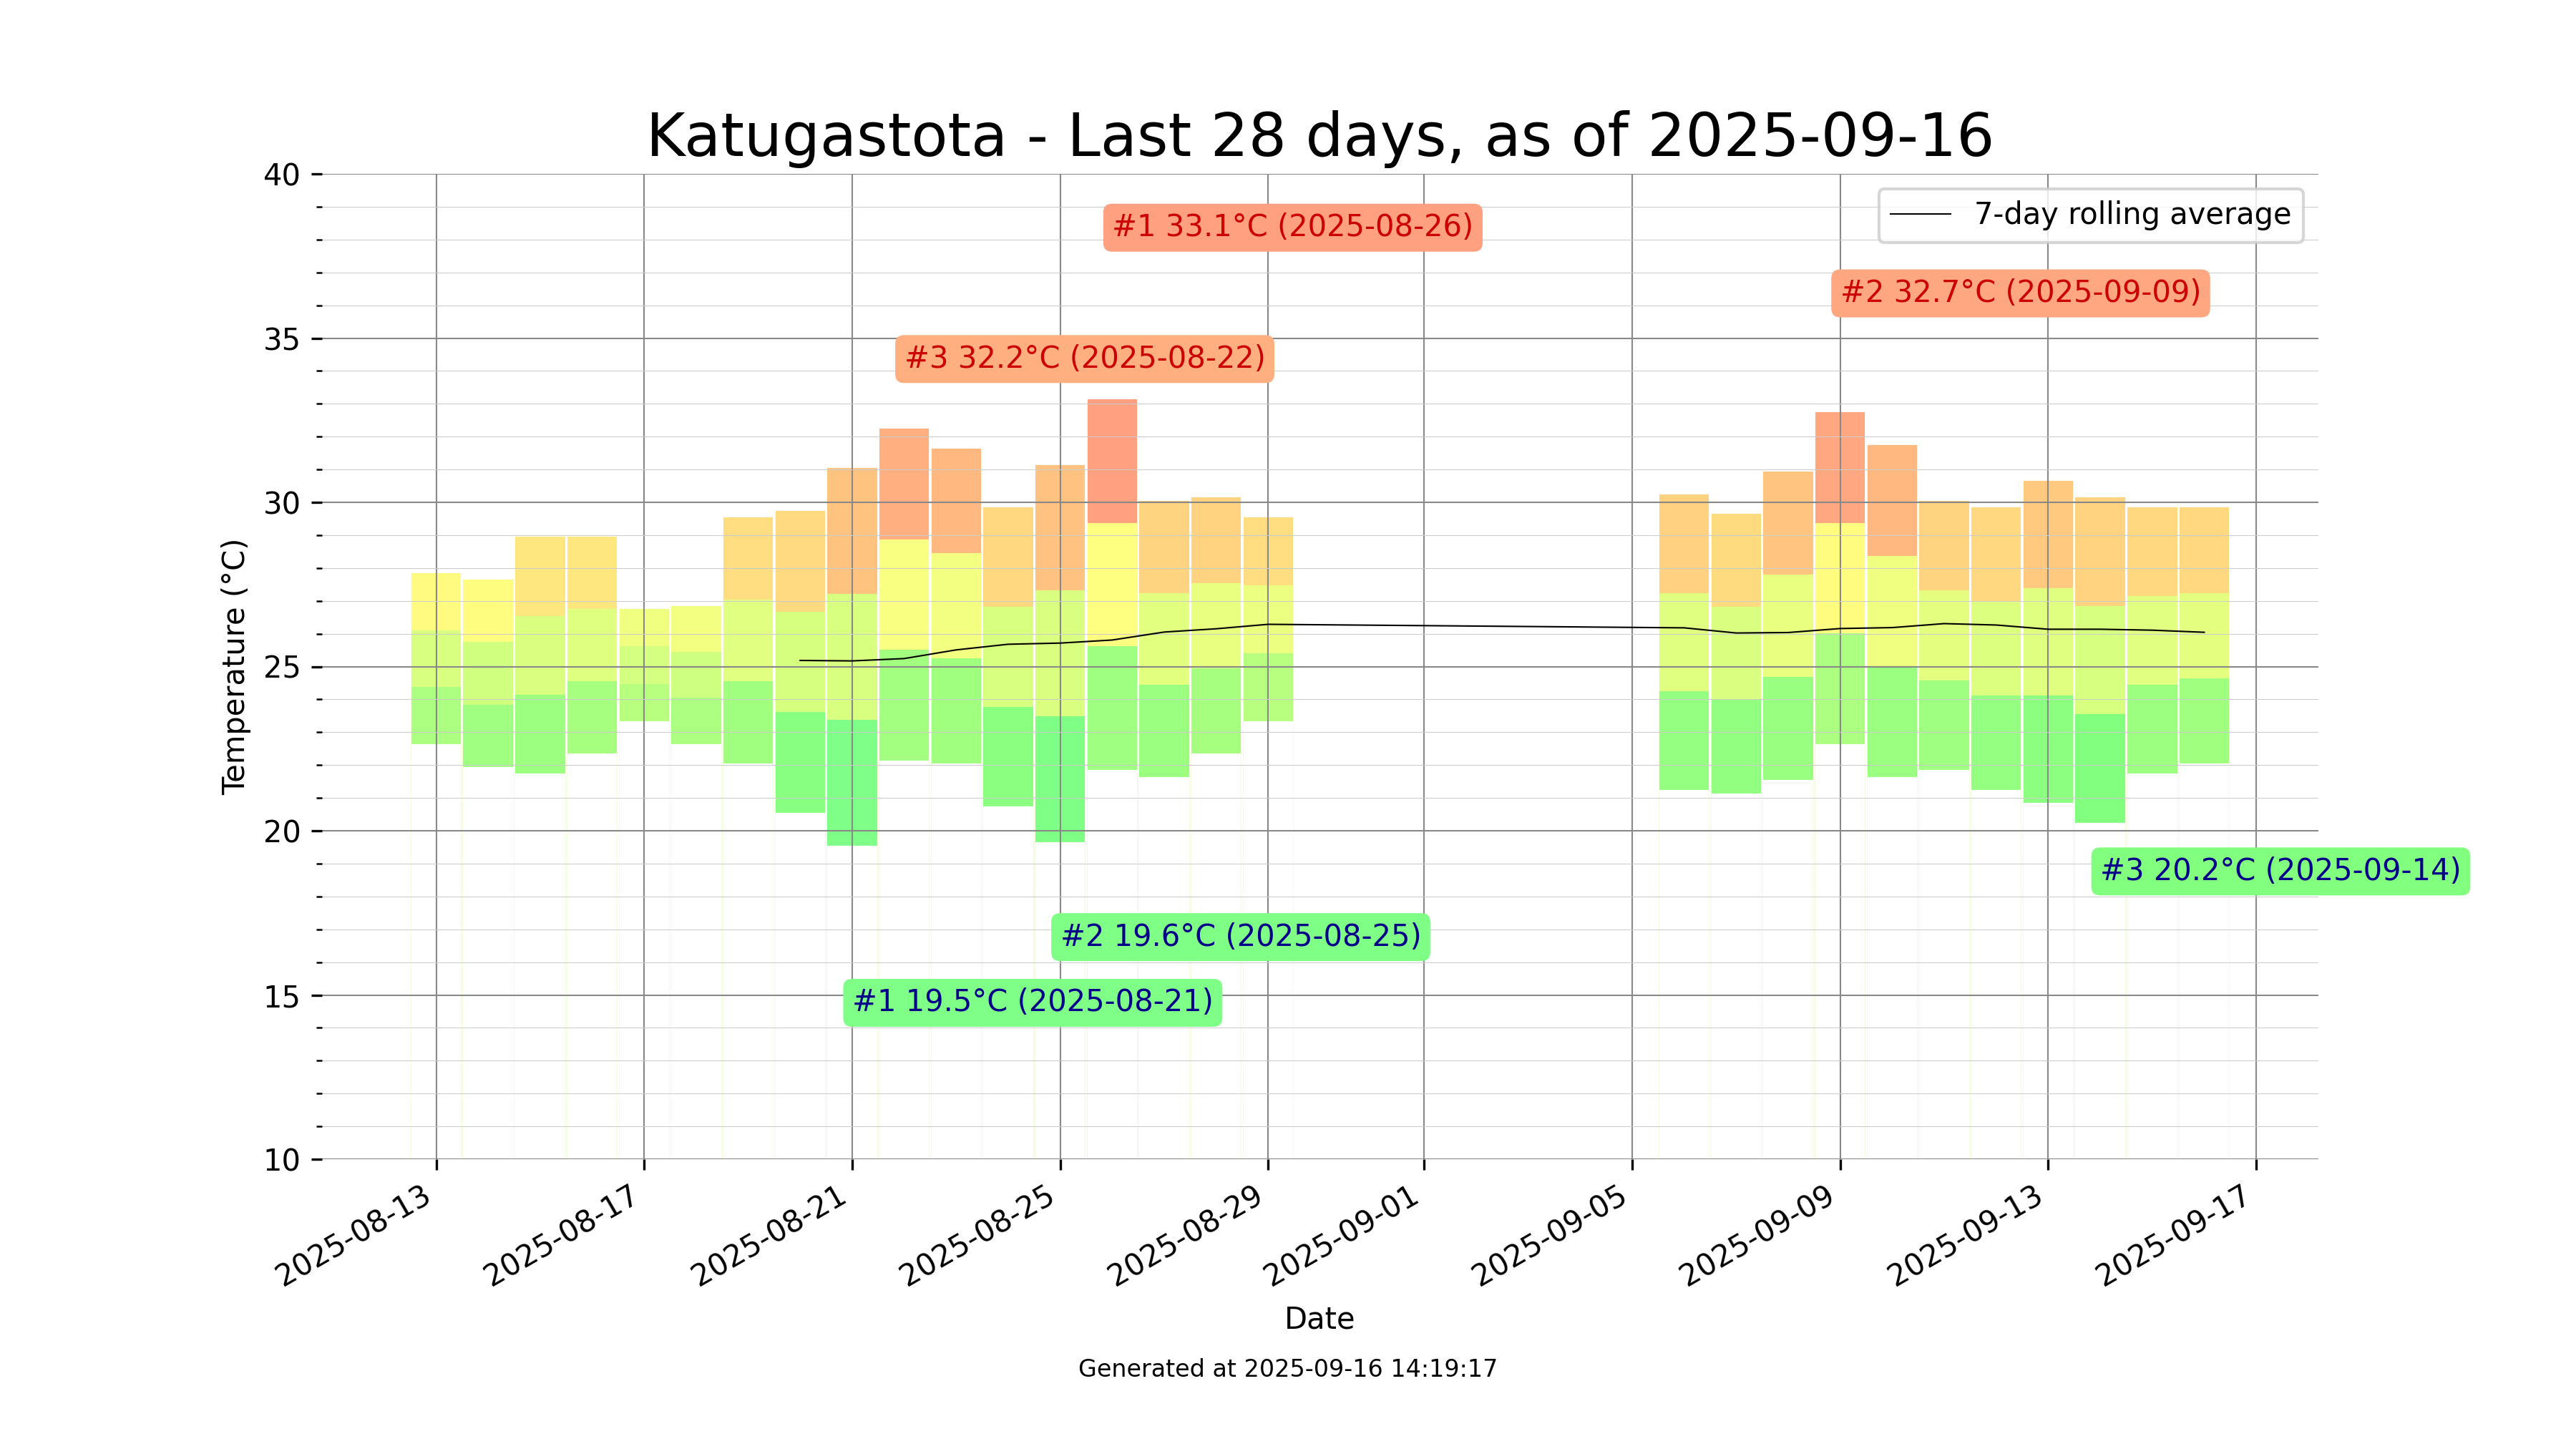 Katugastota - Last 28 days, as of 2025-09-16
7-day rolling average
#1 33.1°C (2025-08-26)
#2 32.7°C (2025-09-09)
#3 32.2°C (2025-08-22)
#3 20.2°C (2025-09-14)
#2 19.6°C (2025-08-25)
#1 19.5°C (2025-08-21)
Temperature (°C)
40
35
30
25
20
15
10
2025-08-13
2025-08-17
2025-08-21
2025-08-25
2025-08-29
2025-09-01
2025-09-05
2025-09-09
2025-09-13
2025-09-17
Date
Generated at 2025-09-16 14:19:17